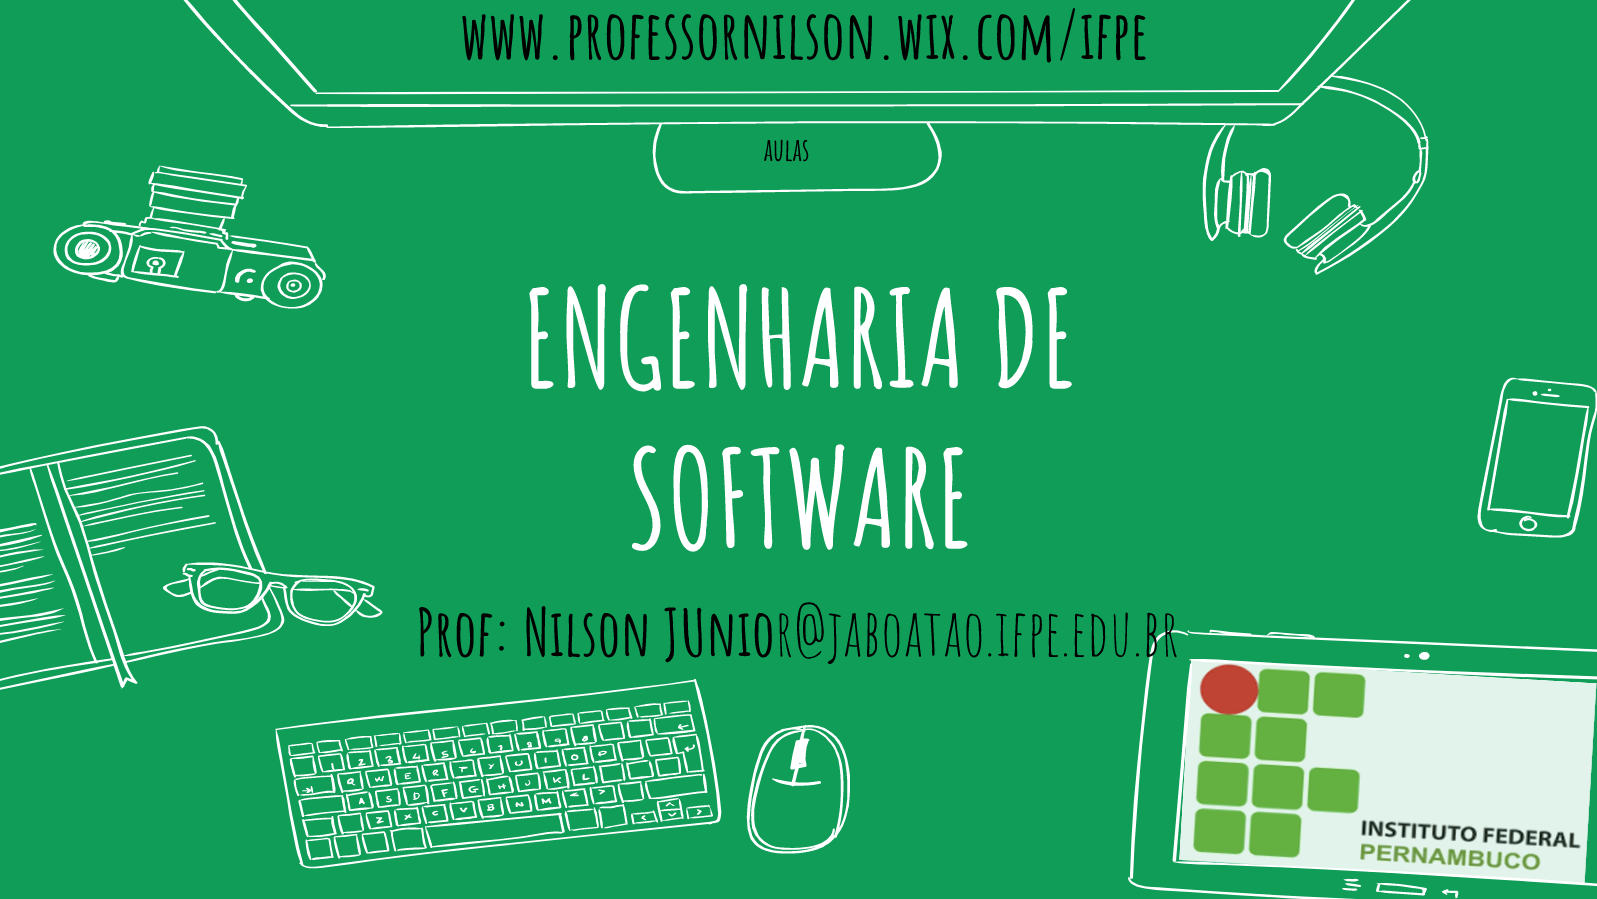 www.professornilson.wix.com/ifpe
AULAS
ENGENHARIA DE
SOFTWARE
Prof: Nilson JUnior@jaboatao.ifpe.edu.br
INSTITUTO FEDERAL
PERNAMBUCO